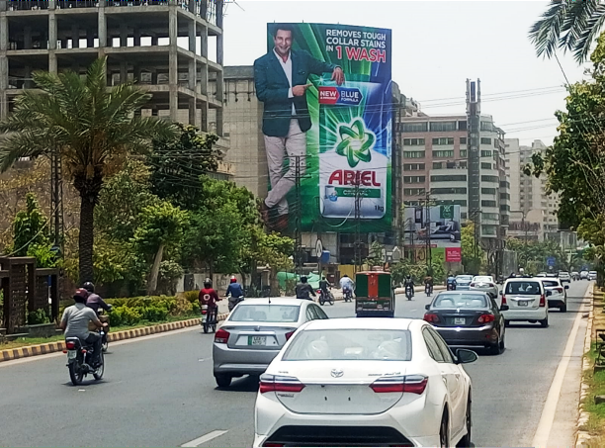 REMOVES TOUGH
COLLAR STAINS
IN 1 WASH
NEW BLUE
FORMULA
ARIEL